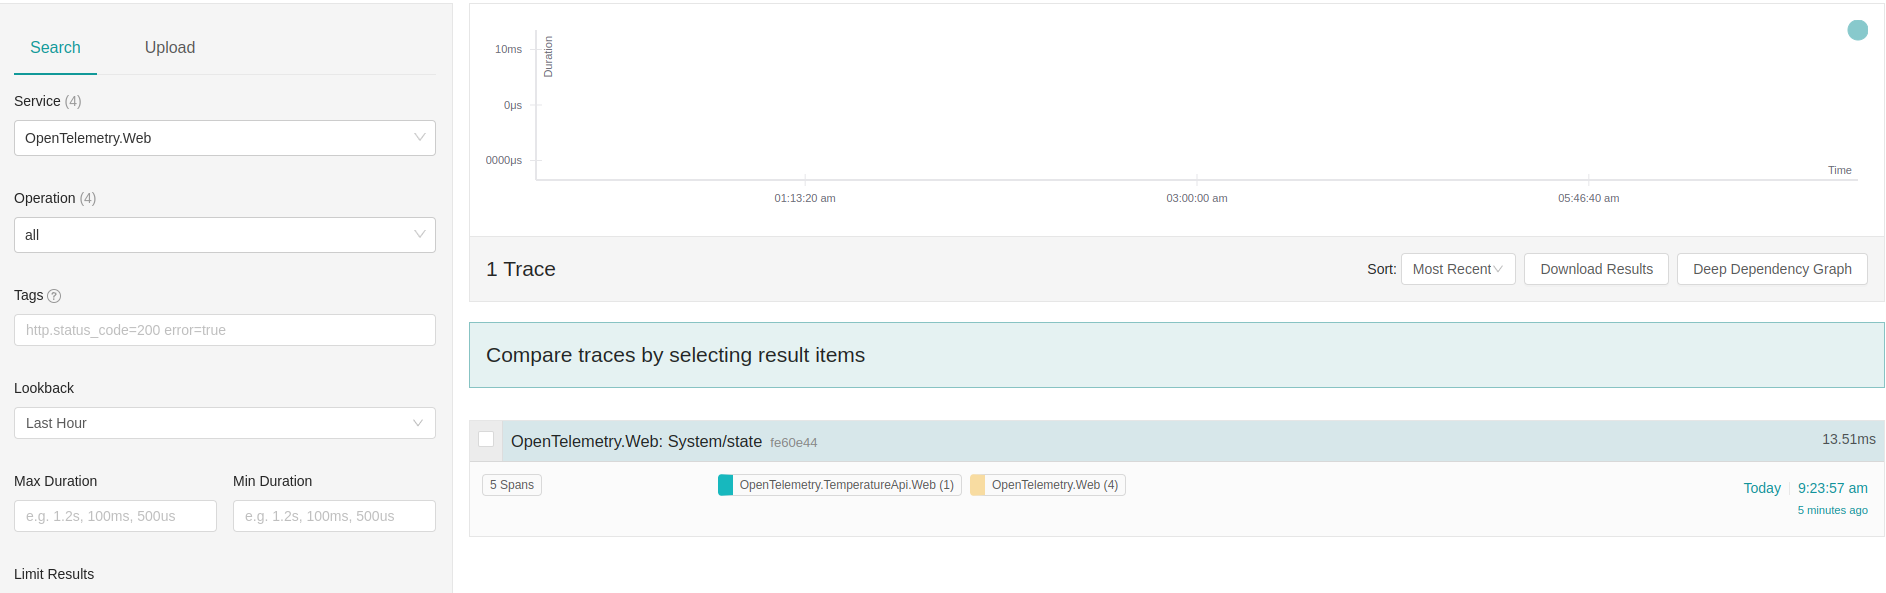 Search Upload
Service (4)
OpenTelemetry.Web
Operation (4)
all
Tags ?
http.status_code=200 error=true
Lookback
Last Hour
Max Duration Min Duration
e.g. 1.2s, 100ms, 500us e.g. 1.2s, 100ms, 500us
Limit Results
Duration
10ms
0μs
0000μs
Time
01:13:20 am 03:00:00 am 05:46:40 am
1 Trace Sort: Most Recent Download Results Deep Dependency Graph
Compare traces by selecting result items
OpenTelemetry.Web: System/state fe60e44 13.51ms
5 Spans OpenTelemetry.TemperatureApi.Web (1) OpenTelemetry.Web (4) Today 9:23:57 am
5 minutes ago